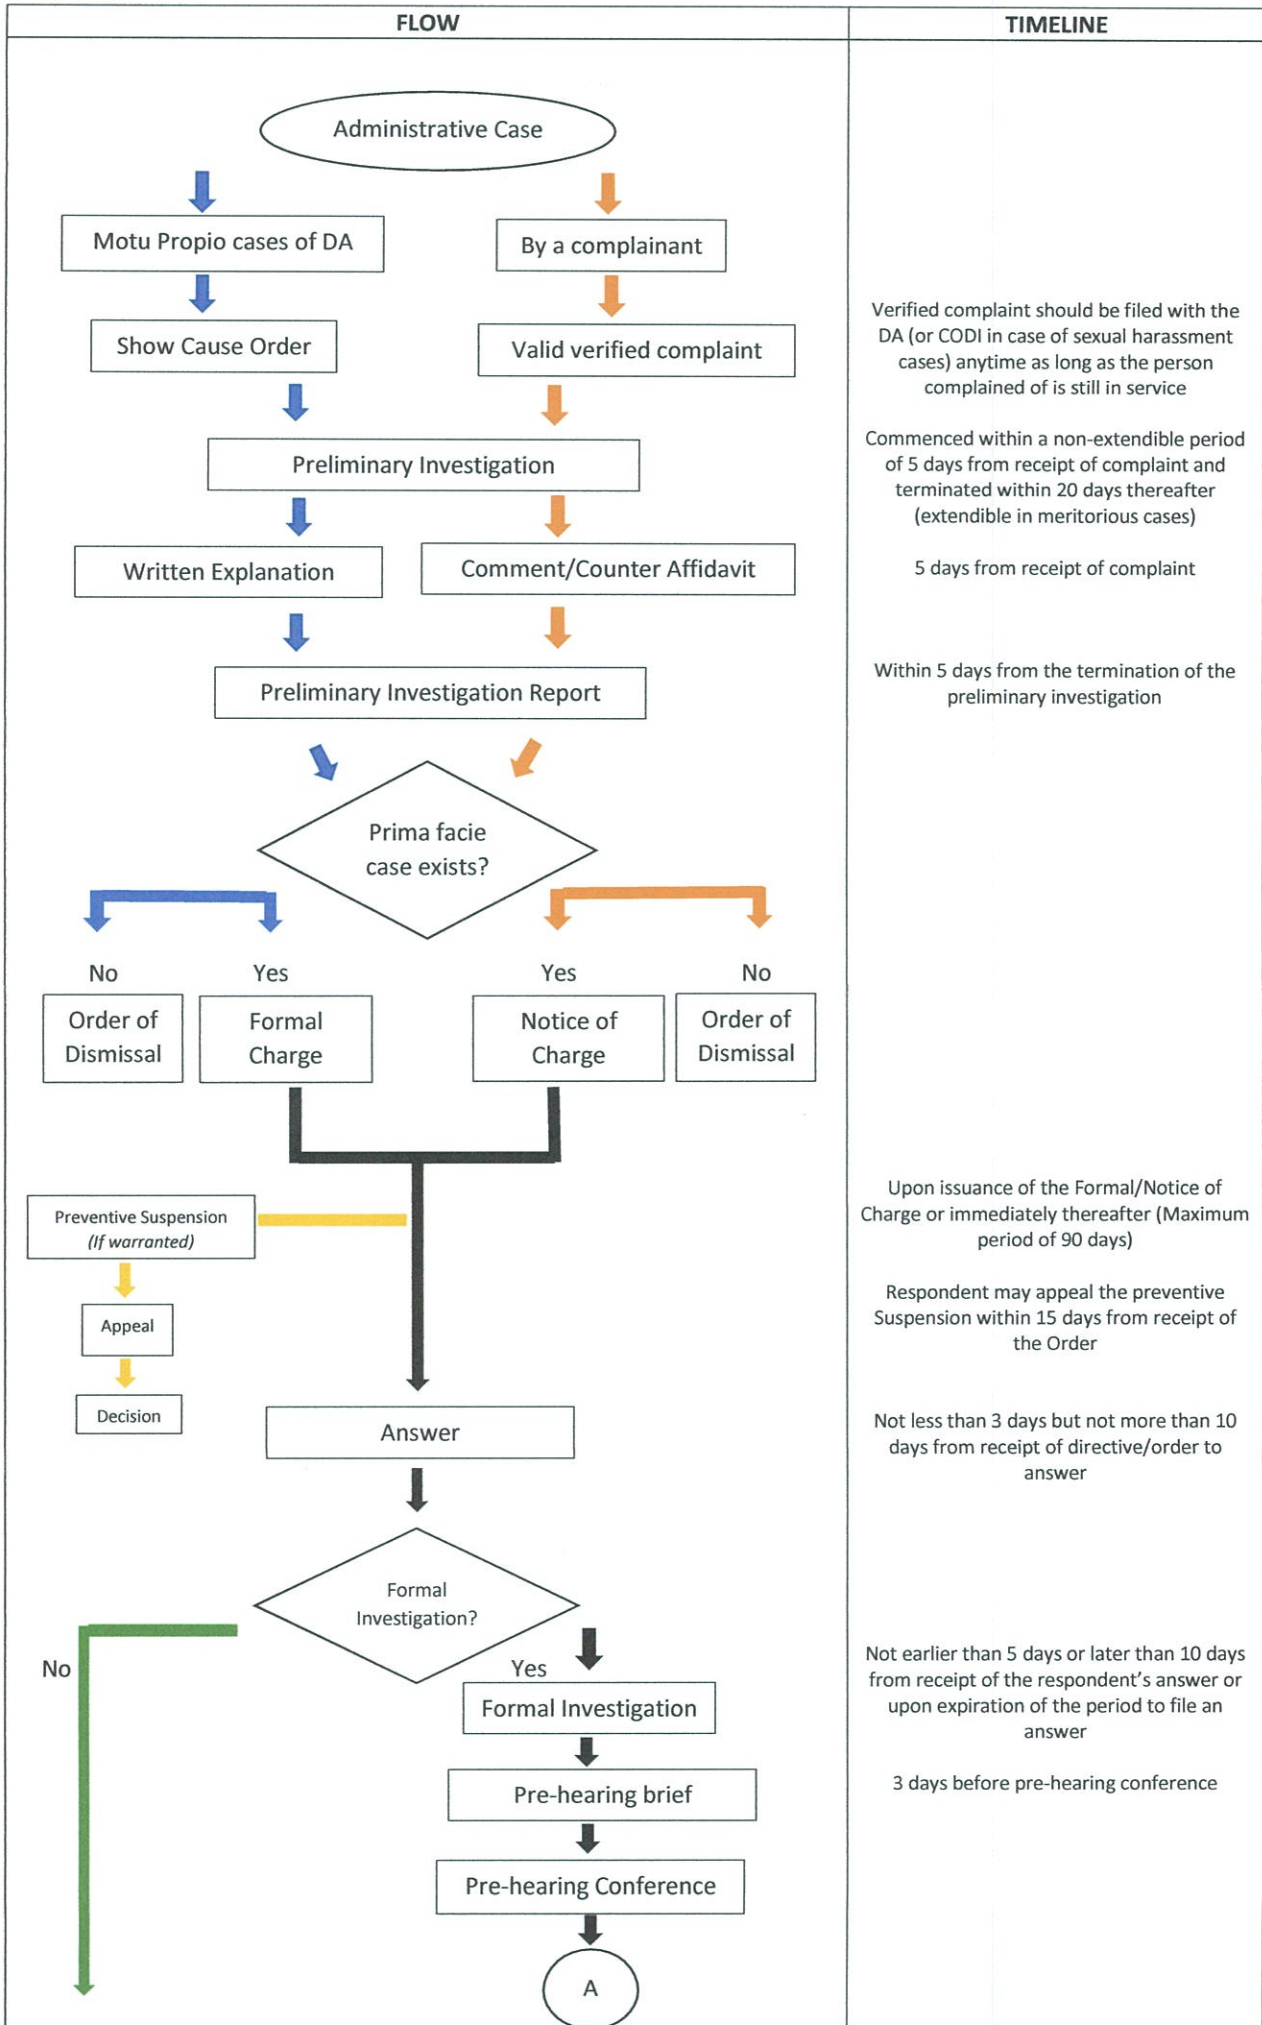 FLOW
TIMELINE
Administrative Case
Motu Propio cases of DA
By a complainant
Show Cause Order
Valid verified complaint
Verified complaint should be filed with the
DA (or CODI in case of sexual harassment
cases) anytime as long as the person
complained of is still in service
Preliminary Investigation
Commenced within a non-extendible period
of 5 days from receipt of complaint and
terminated within 20 days thereafter
(extendible in meritorious cases)
Written Explanation
Comment/Counter Affidavit
5 days from receipt of complaint
Preliminary Investigation Report
Within 5 days from the termination of the
preliminary investigation
Prima facie
case exists?
No
Yes
Yes
No
Order of
Dismissal
Formal
Charge
Notice of
Charge
Order of
Dismissal
Preventive Suspension
(If warranted)
Upon issuance of the Formal/Notice of
Charge or immediately thereafter (Maximum
period of 90 days)
Appeal
Respondent may appeal the preventive
Suspension within 15 days from receipt of
the Order
Decision
Answer
Not less than 3 days but not more than 10
days from receipt of directive/order to
answer
Formal
Investigation?
No
Yes
Formal Investigation
Not earlier than 5 days or later than 10 days
from receipt of the respondent's answer or
upon expiration of the period to file an
answer
Pre-hearing brief
3 days before pre-hearing conference
Pre-hearing Conference
A